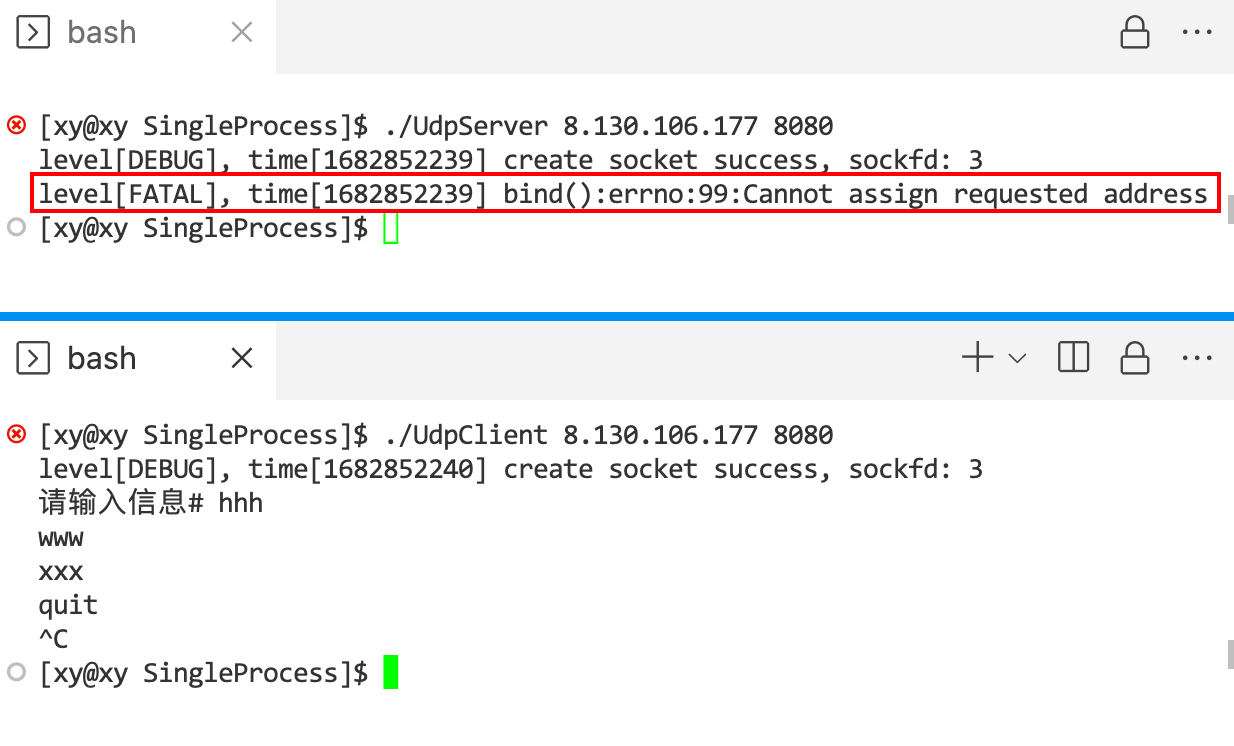 bash
[xy@xy SingleProcess]$ ./UdpServer 8.130.106.177 8080
level[DEBUG], time[1682852239] create socket success, sockfd: 3
level[FATAL], time[1682852239] bind():errno:99:Cannot assign requested address
[xy@xy SingleProcess]$
bash
[xy@xy SingleProcess]$ ./UdpClient 8.130.106.177 8080
level[DEBUG], time[1682852240] create socket success, sockfd: 3
请输入信息# hhh
www
xxx
quit
^C
[xy@xy SingleProcess]$